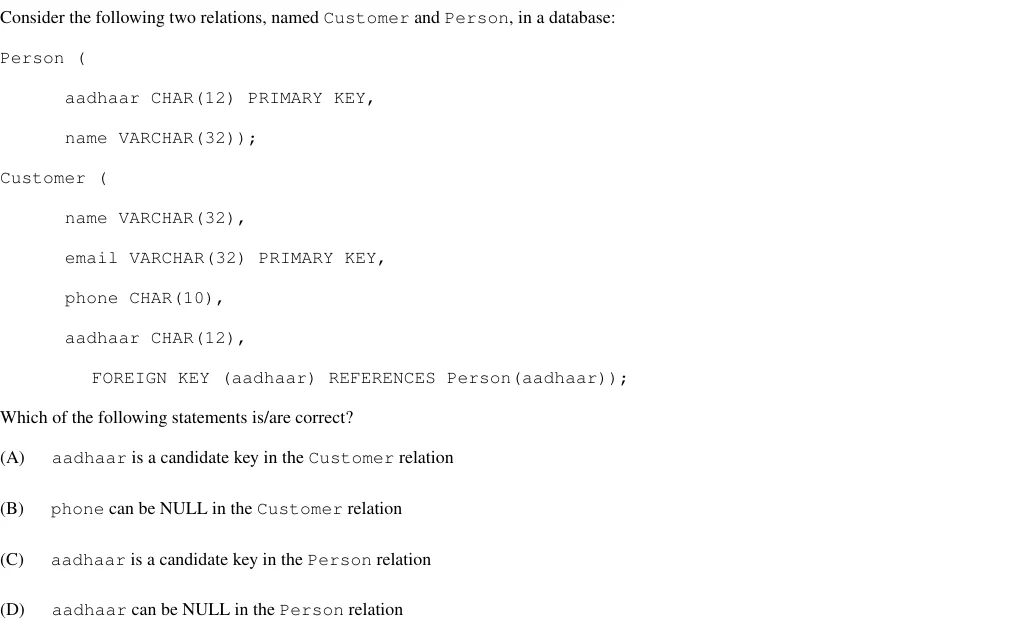 Consider the following two relations, named Customer and Person, in a database:
Person (
aadhaar CHAR(12) PRIMARY KEY,
name VARCHAR(32));
Customer (
name VARCHAR(32),
email VARCHAR(32) PRIMARY KEY,
phone CHAR(10),
aadhaar CHAR(12),
FOREIGN KEY (aadhaar) REFERENCES Person(aadhaar));
Which of the following statements is/are correct?
(A) aadhaar is a candidate key in the Customer relation
(B) phone can be NULL in the Customer relation
(C) aadhaar is a candidate key in the Person relation
(D) aadhaar can be NULL in the Person relation